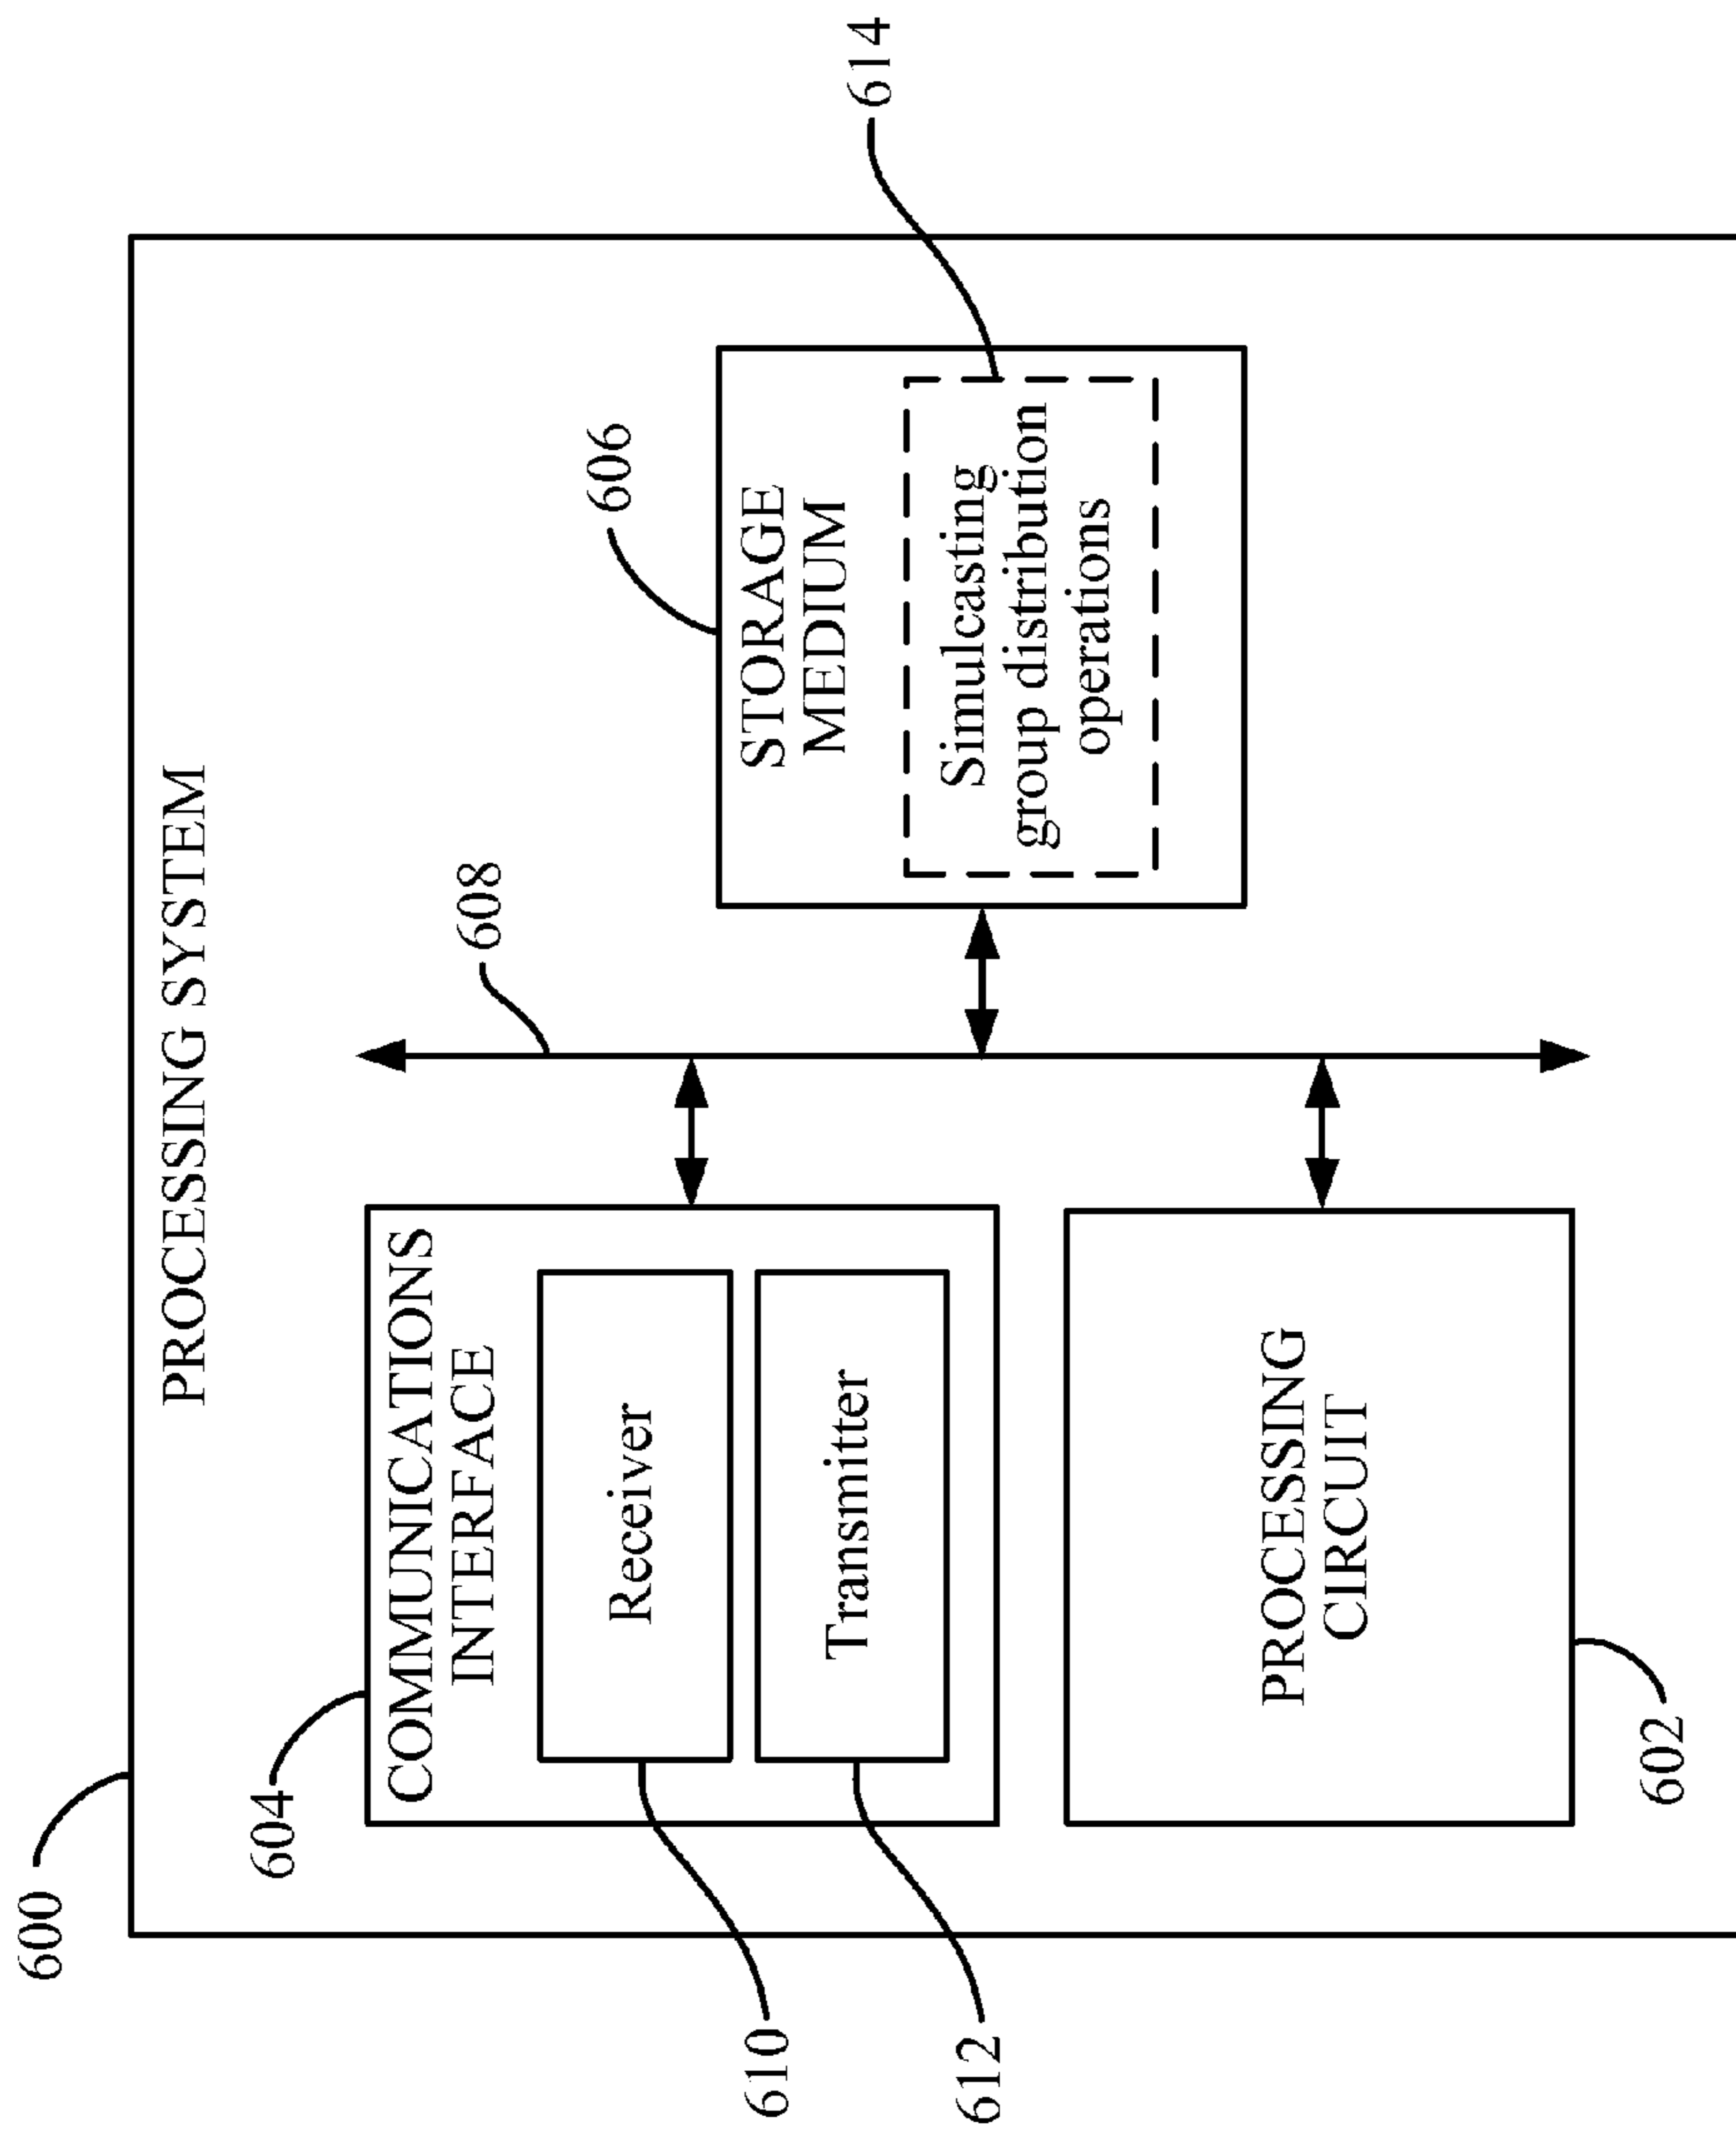 600
PROCESSING SYSTEM
604
COMMUNICATIONS
INTERFACE
610
Receiver
612
Transmitter
608
606
STORAGE
MEDIUM
614
Simulcasting
group distribution
operations
PROCESSING
CIRCUIT
602